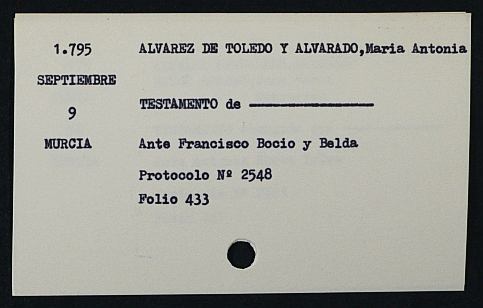 1.795 ALVAREZ DE TOLEDO Y ALVARADO,Maria Antonia
SEPTIEMBRE
9 TESTAMENTO de ————————
MURCIA Ante Francisco Bocio y Belda
Protocolo Nº 2548
Folio 433